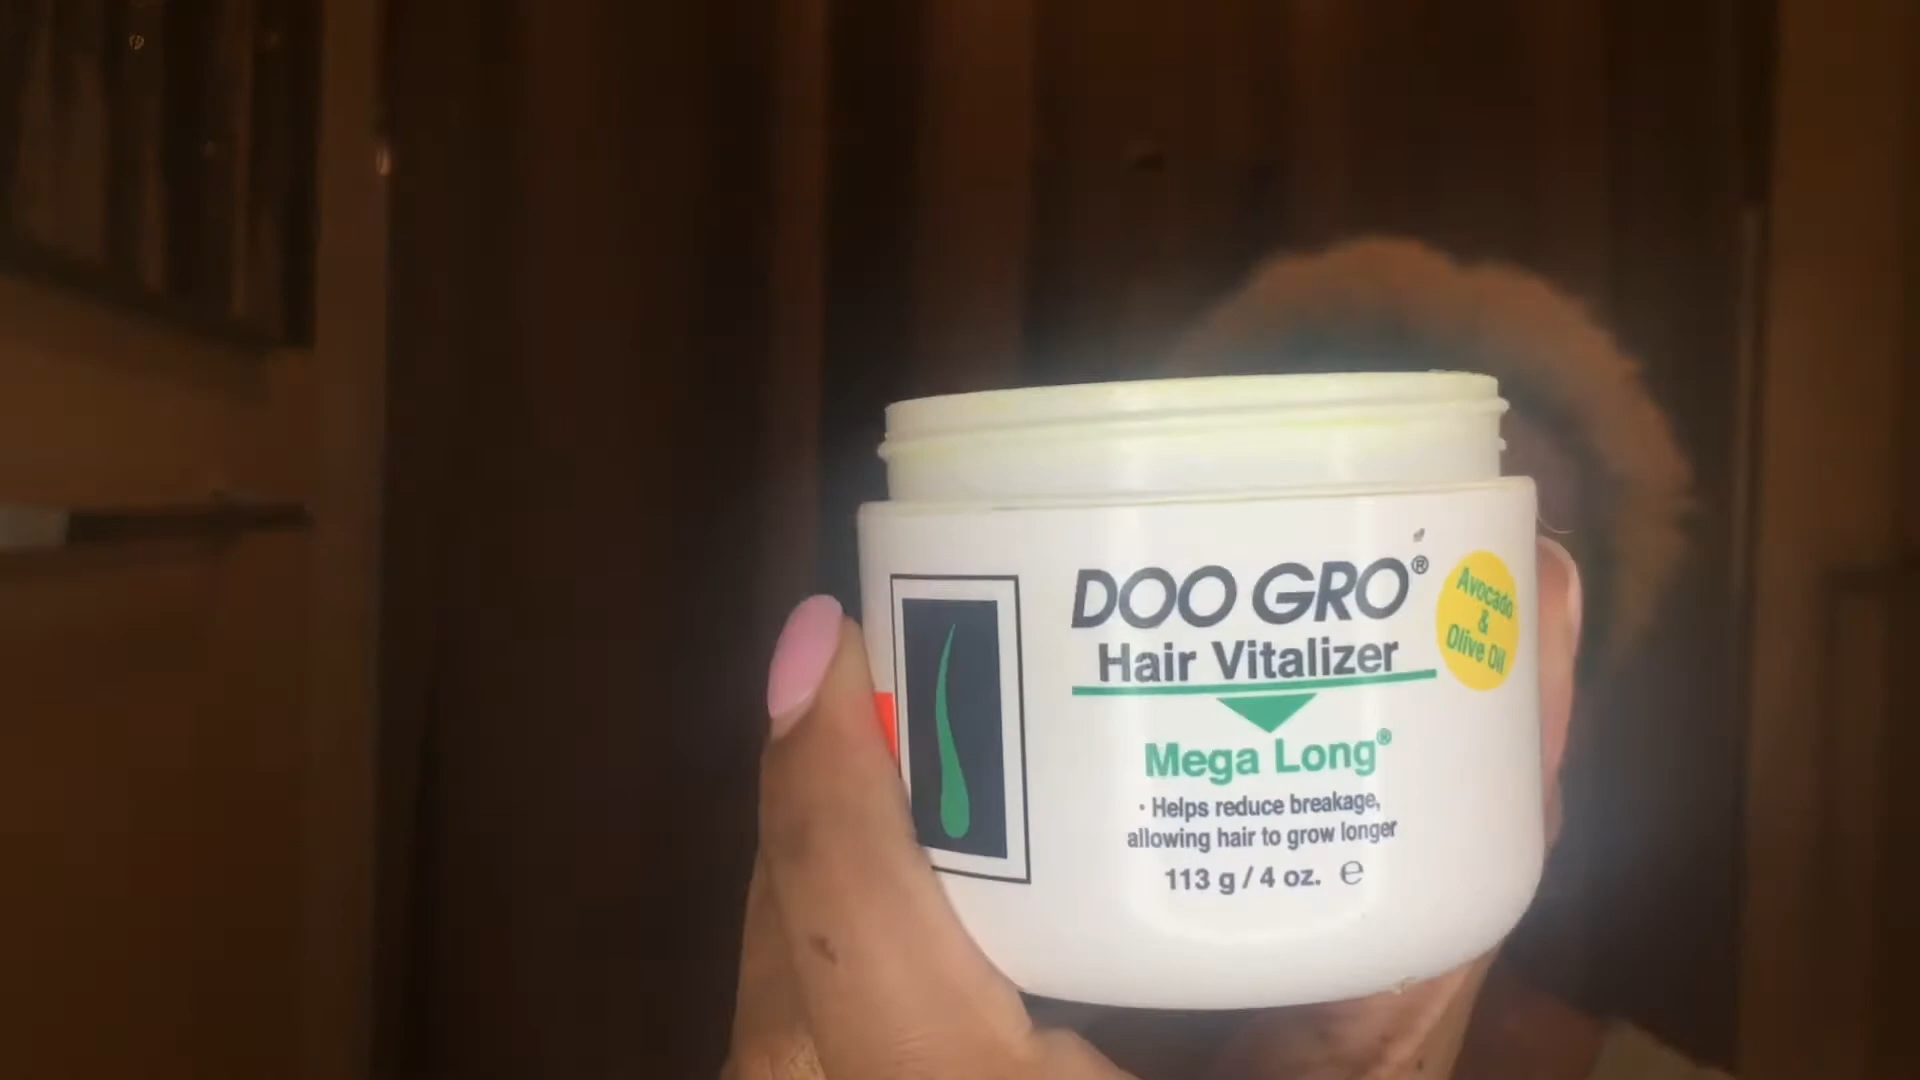 DOO GRO®
Hair Vitalizer
Mega Long®
• Helps reduce breakage,
allowing hair to grow longer
113 g / 4 oz. ℮
Avocado
&
Olive Oil